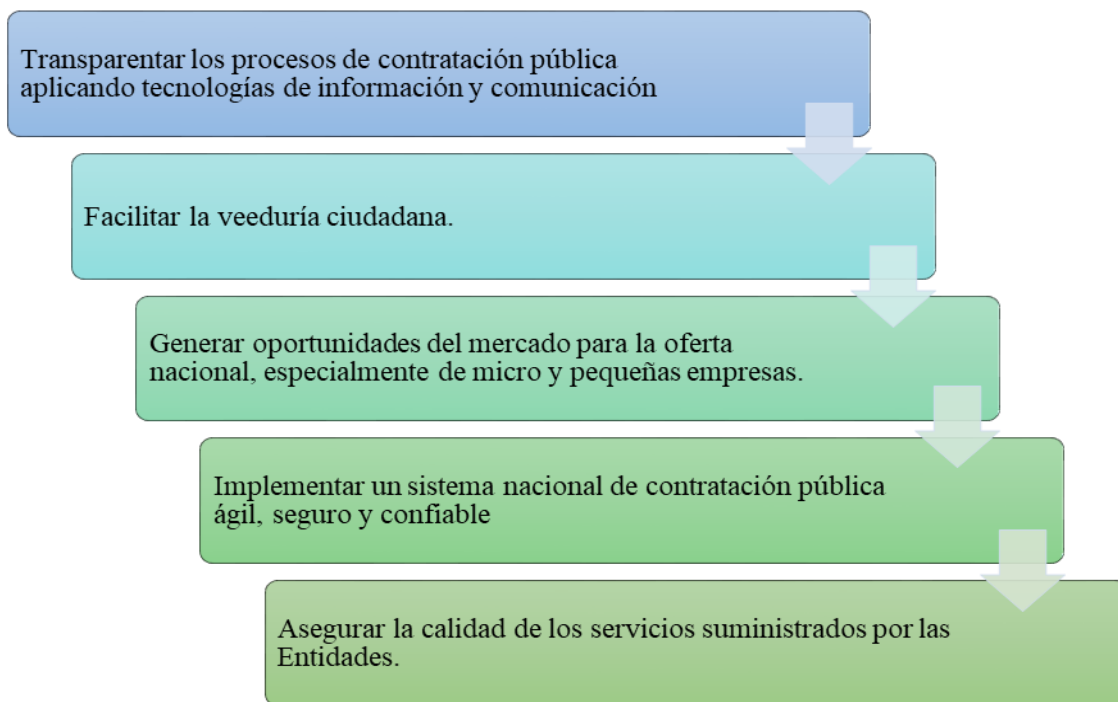 Transparentar los procesos de contratación pública
aplicando tecnologías de información y comunicación
Facilitar la veeduría ciudadana.
Generar oportunidades del mercado para la oferta
nacional, especialmente de micro y pequeñas empresas.
Implementar un sistema nacional de contratación pública
ágil, seguro y confiable
Asegurar la calidad de los servicios suministrados por las
Entidades.